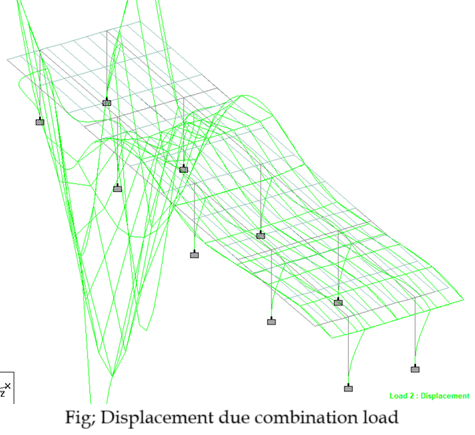 X
Z
Load 2 : Displacement
Fig; Displacement due combination load